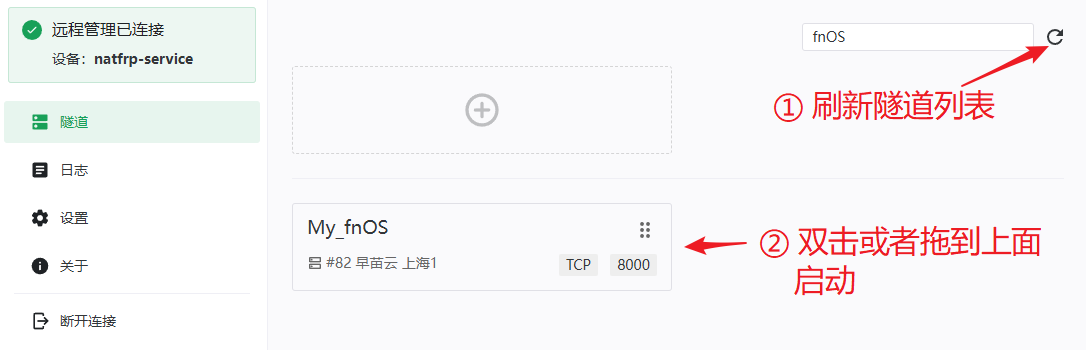 远程管理已连接
设备：natfrp-service
隧道
日志
设置
关于
断开连接
fnOS
① 刷新隧道列表
My_fnOS
#82 早苗云 上海1
TCP
8000
② 双击或者拖到上面
启动